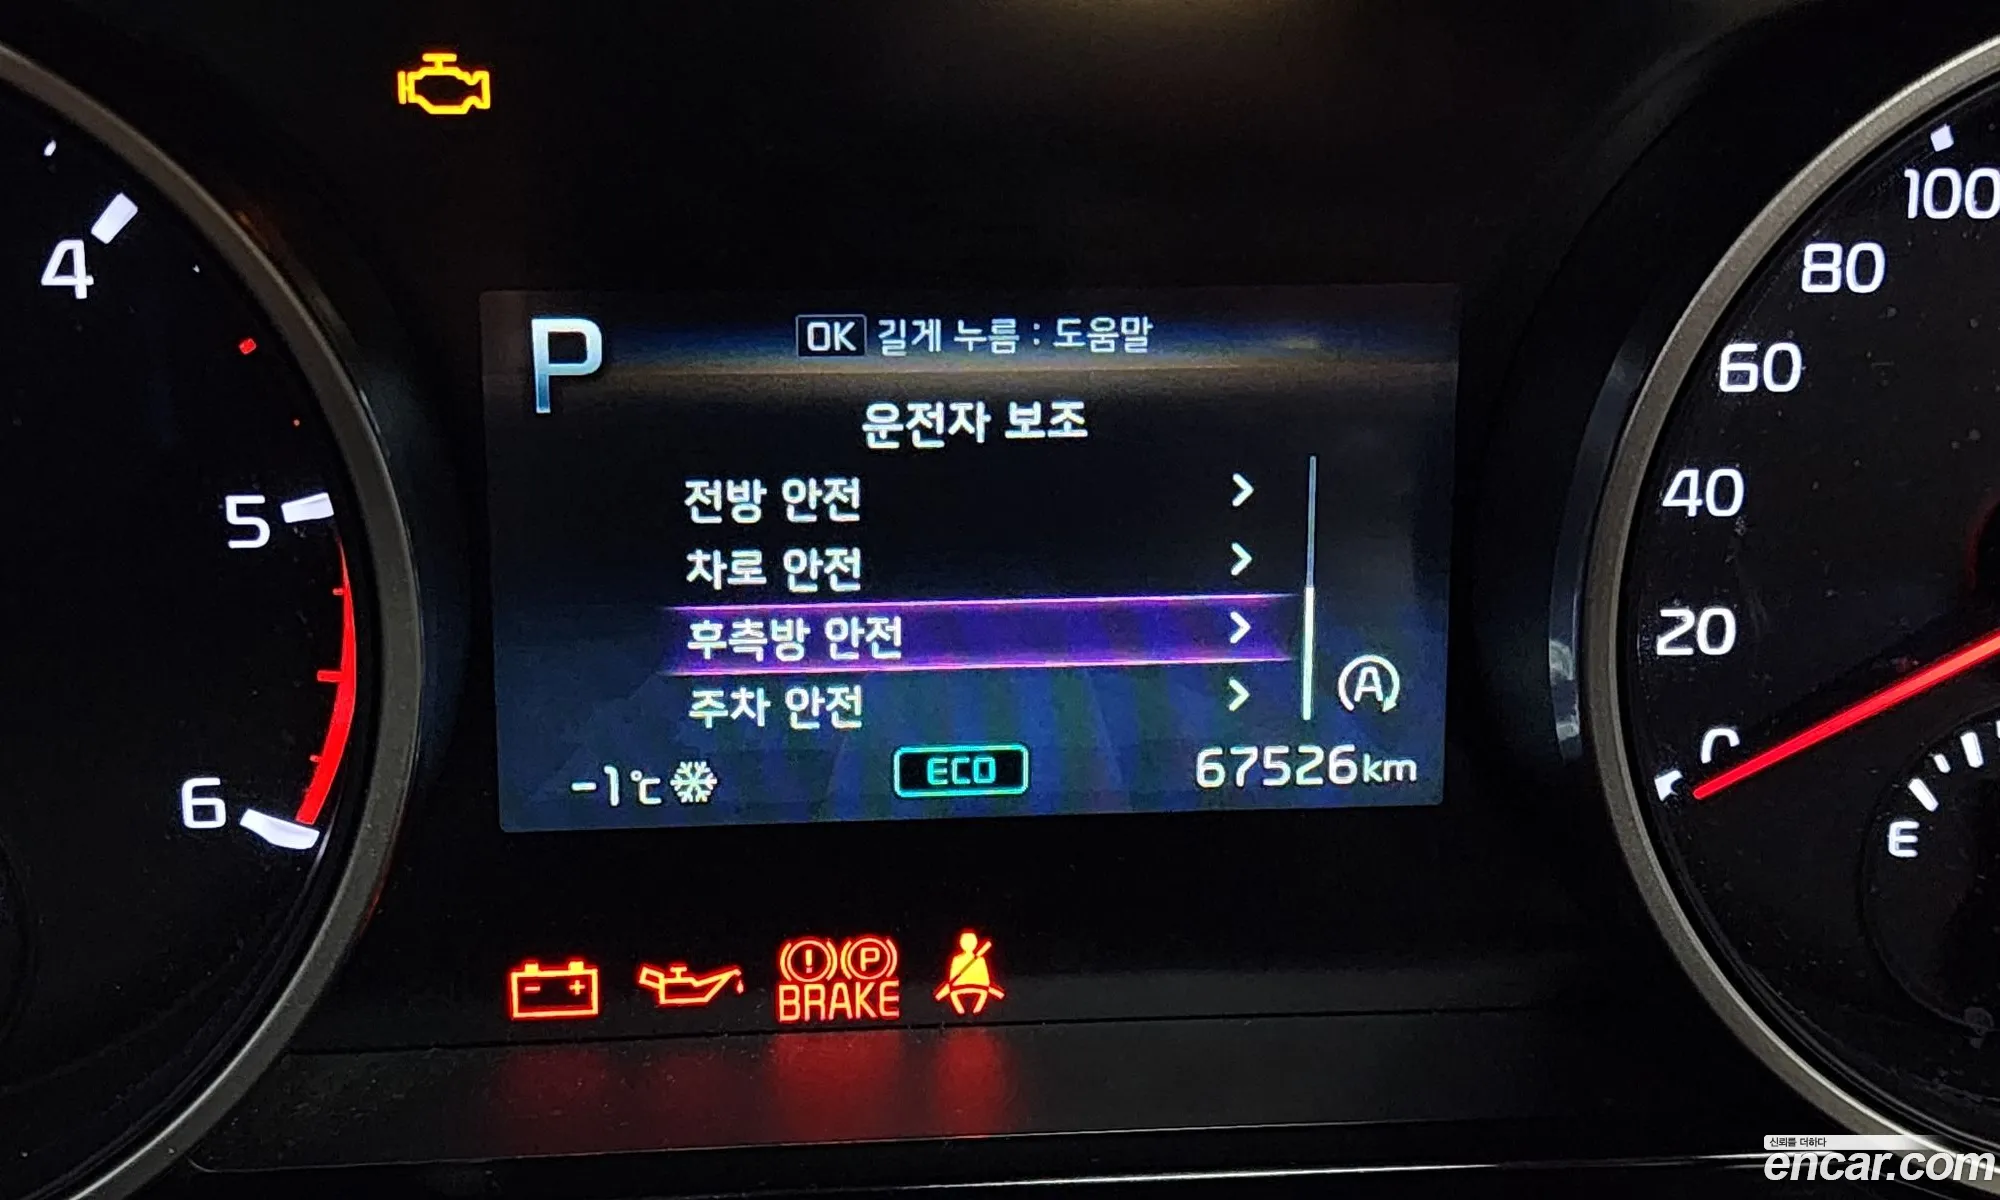 4
5
6
P
OK 길게 누름 : 도움말
운전자 보조
전방 안전
차로 안전
후측방 안전
주차 안전
A
-1℃
ECO
67526km
100
80
60
40
20
0
E
! P
BRAKE
신뢰를 더하다
encar.com